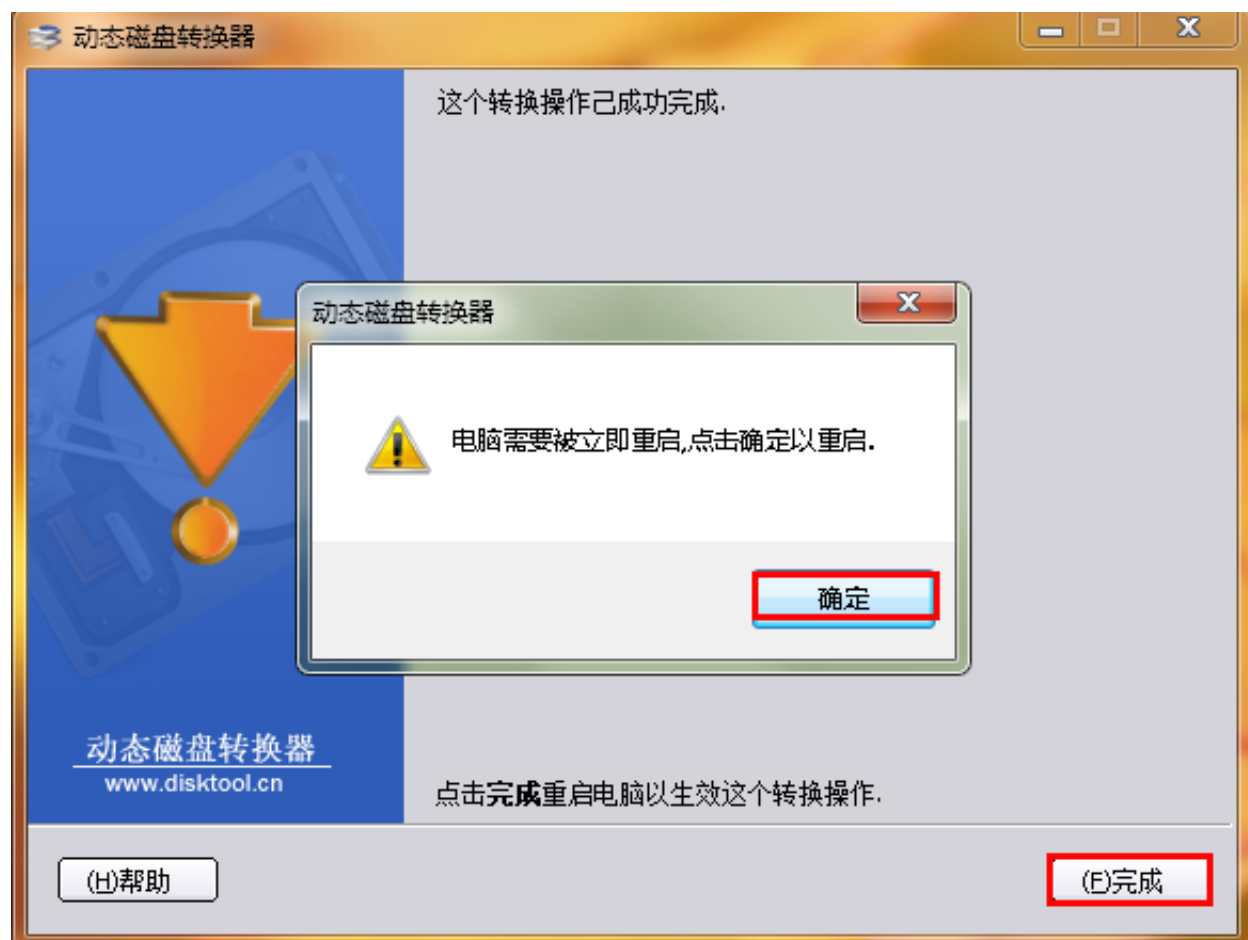 动态磁盘转换器
这个转换操作己成功完成.
动态磁盘转换器
电脑需要被立即重启,点击确定以重启.
确定
动态磁盘转换器
www.disktool.cn
点击完成重启电脑以生效这个转换操作.
(H)帮助
(F)完成